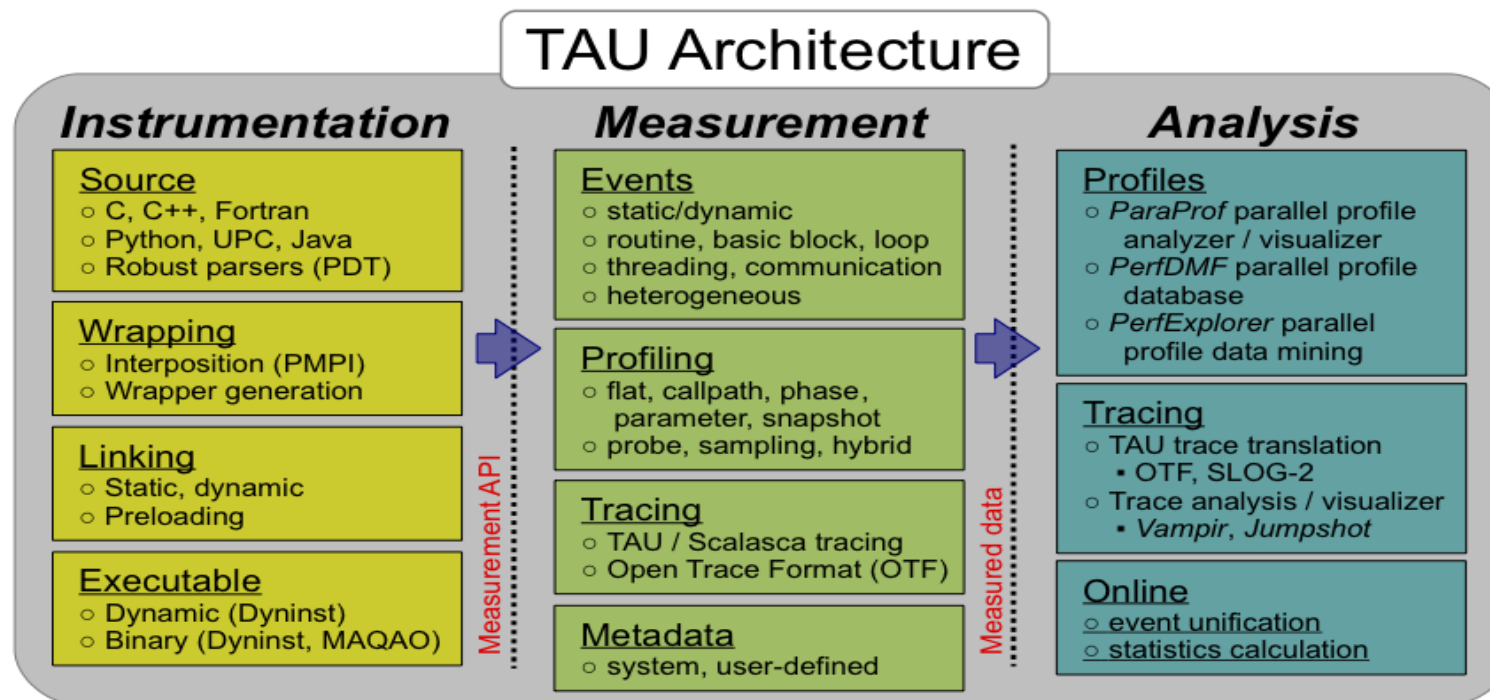 TAU Architecture
Instrumentation
Source
○ C, C++, Fortran
○ Python, UPC, Java
○ Robust parsers (PDT)
Wrapping
○ Interposition (PMPI)
○ Wrapper generation
Linking
○ Static, dynamic
○ Preloading
Executable
○ Dynamic (Dyninst)
○ Binary (Dyninst, MAQAO)
Measurement API
Measurement
Events
○ static/dynamic
○ routine, basic block, loop
○ threading, communication
○ heterogeneous
Profiling
○ flat, callpath, phase,
parameter, snapshot
○ probe, sampling, hybrid
Tracing
○ TAU / Scalasca tracing
○ Open Trace Format (OTF)
Metadata
○ system, user-defined
Measured data
Analysis
Profiles
○ ParaProf parallel profile
analyzer / visualizer
○ PerfDMF parallel profile
database
○ PerfExplorer parallel
profile data mining
Tracing
○ TAU trace translation
▪ OTF, SLOG-2
○ Trace analysis / visualizer
▪ Vampir, Jumpshot
Online
○ event unification
○ statistics calculation